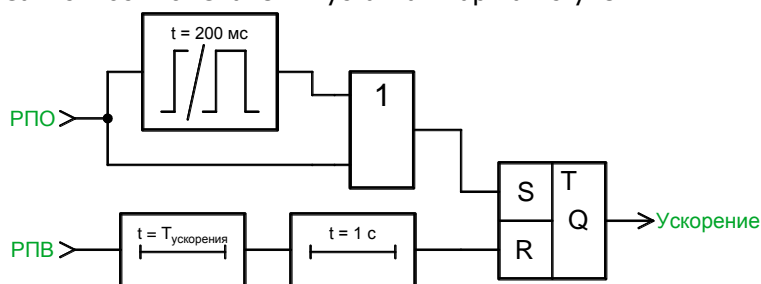 t = 200 мс
1
РПО
S
T
Q
R
Ускорение
РПВ
t = Tускорения
t = 1 с